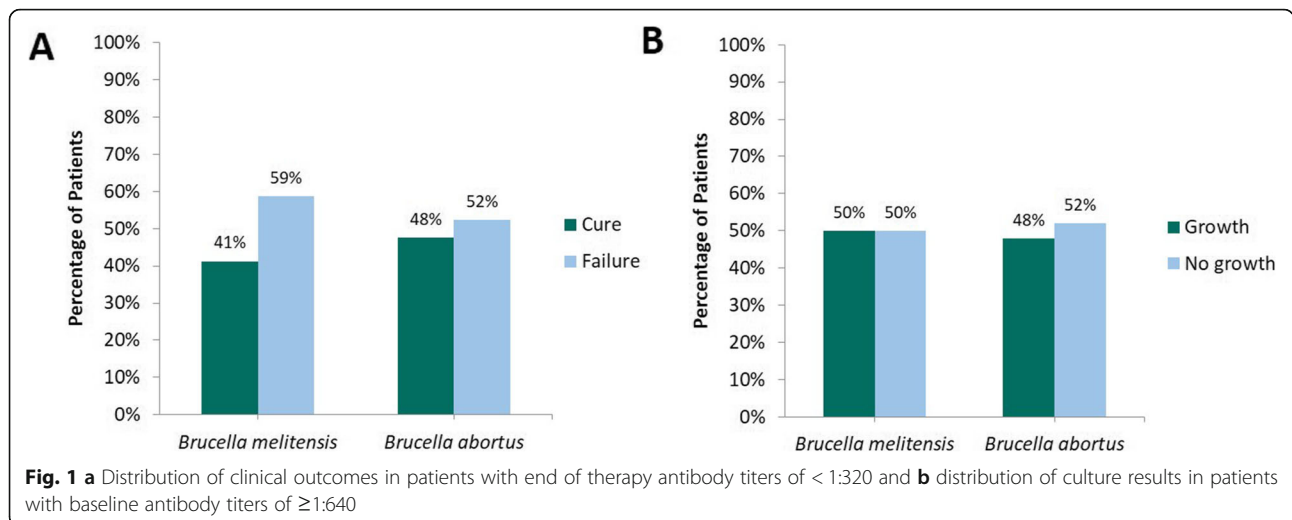 A
100%
90%
80%
70%
60%
50%
40%
30%
20%
10%
0%
Percentage of Patients
41%
59%
48%
52%
Brucella melitensis
Brucella abortus
Cure
Failure
B
100%
90%
80%
70%
60%
50%
40%
30%
20%
10%
0%
Percentage of Patients
50%
50%
48%
52%
Brucella melitensis
Brucella abortus
Growth
No growth
Fig. 1 a Distribution of clinical outcomes in patients with end of therapy antibody titers of < 1:320 and b distribution of culture results in patients
with baseline antibody titers of ≥1:640